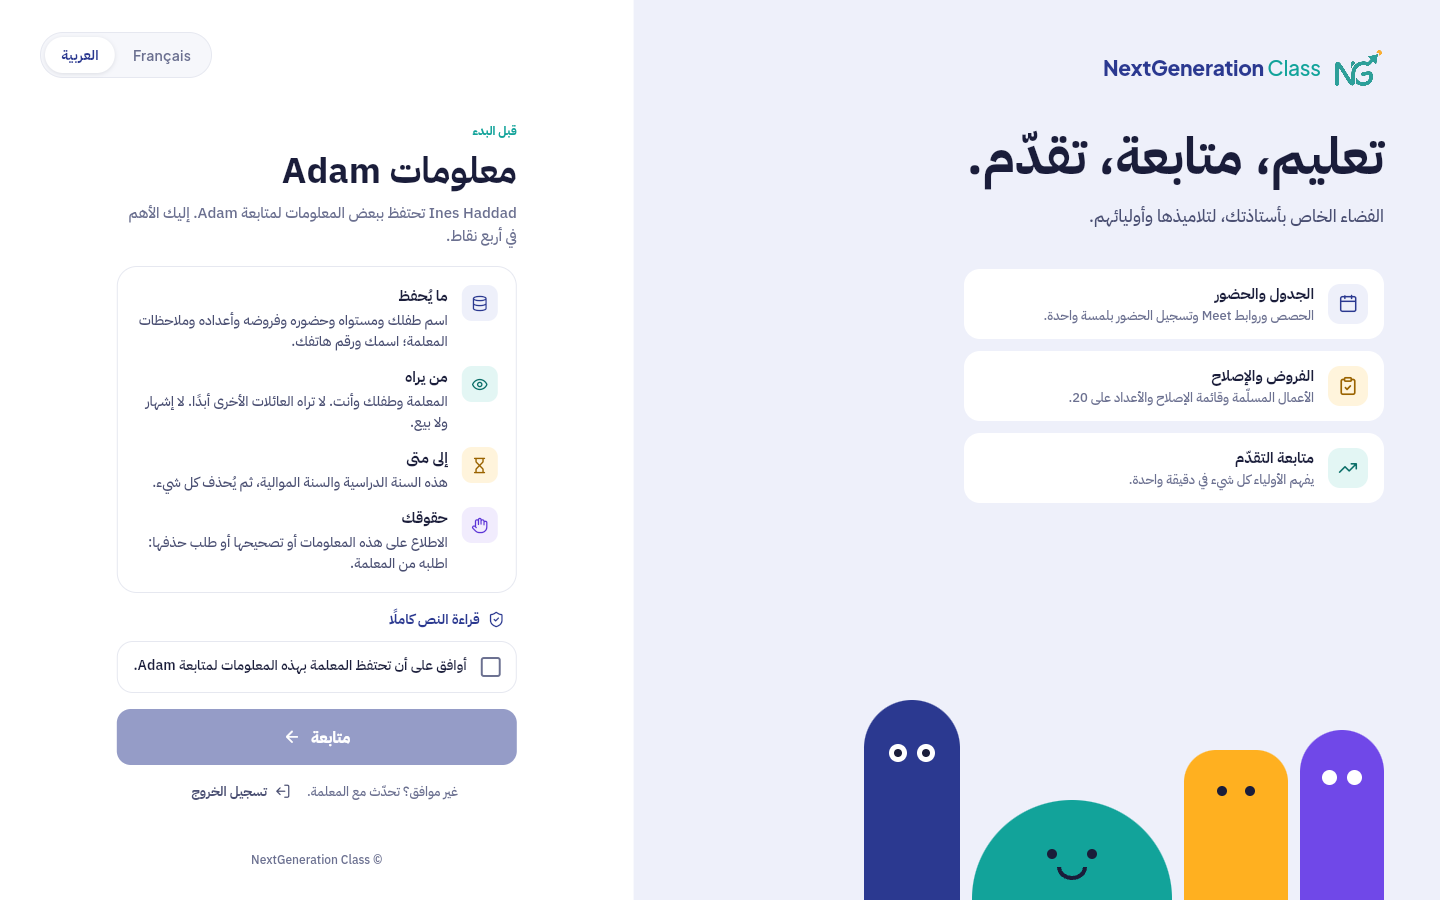 NextGeneration Class
تعليم، متابعة، تقدّم.
الفضاء الخاص بأستاذتك، لتلاميذها وأوليائهم.
الجدول والحضور
الحصص وروابط Meet وتسجيل الحضور بلمسة واحدة.
الفروض والإصلاح
الأعمال المسلّمة وقائمة الإصلاح والأعداد على 20.
متابعة التقدّم
يفهم الأولياء كل شيء في دقيقة واحدة.
Français
العربية
قبل البدء
معلومات Adam
Ines Haddad تحتفظ ببعض المعلومات لمتابعة Adam. إليك الأهم
في أربع نقاط.
ما يُحفظ
اسم طفلك ومستواه وحضوره وفروضه وأعداده وملاحظات
المعلمة؛ اسمك ورقم هاتفك.
من يراه
المعلمة وطفلك وأنت. لا تراه العائلات الأخرى أبدًا. لا إشهار
ولا بيع.
إلى متى
هذه السنة الدراسية والسنة الموالية، ثم يُحذف كل شيء.
حقوقك
الاطلاع على هذه المعلومات أو تصحيحها أو طلب حذفها:
اطلبه من المعلمة.
قراءة النص كاملًا
أوافق على أن تحتفظ المعلمة بهذه المعلومات لمتابعة Adam.
متابعة
غير موافق؟ تحدّث مع المعلمة.
تسجيل الخروج
NextGeneration Class ©